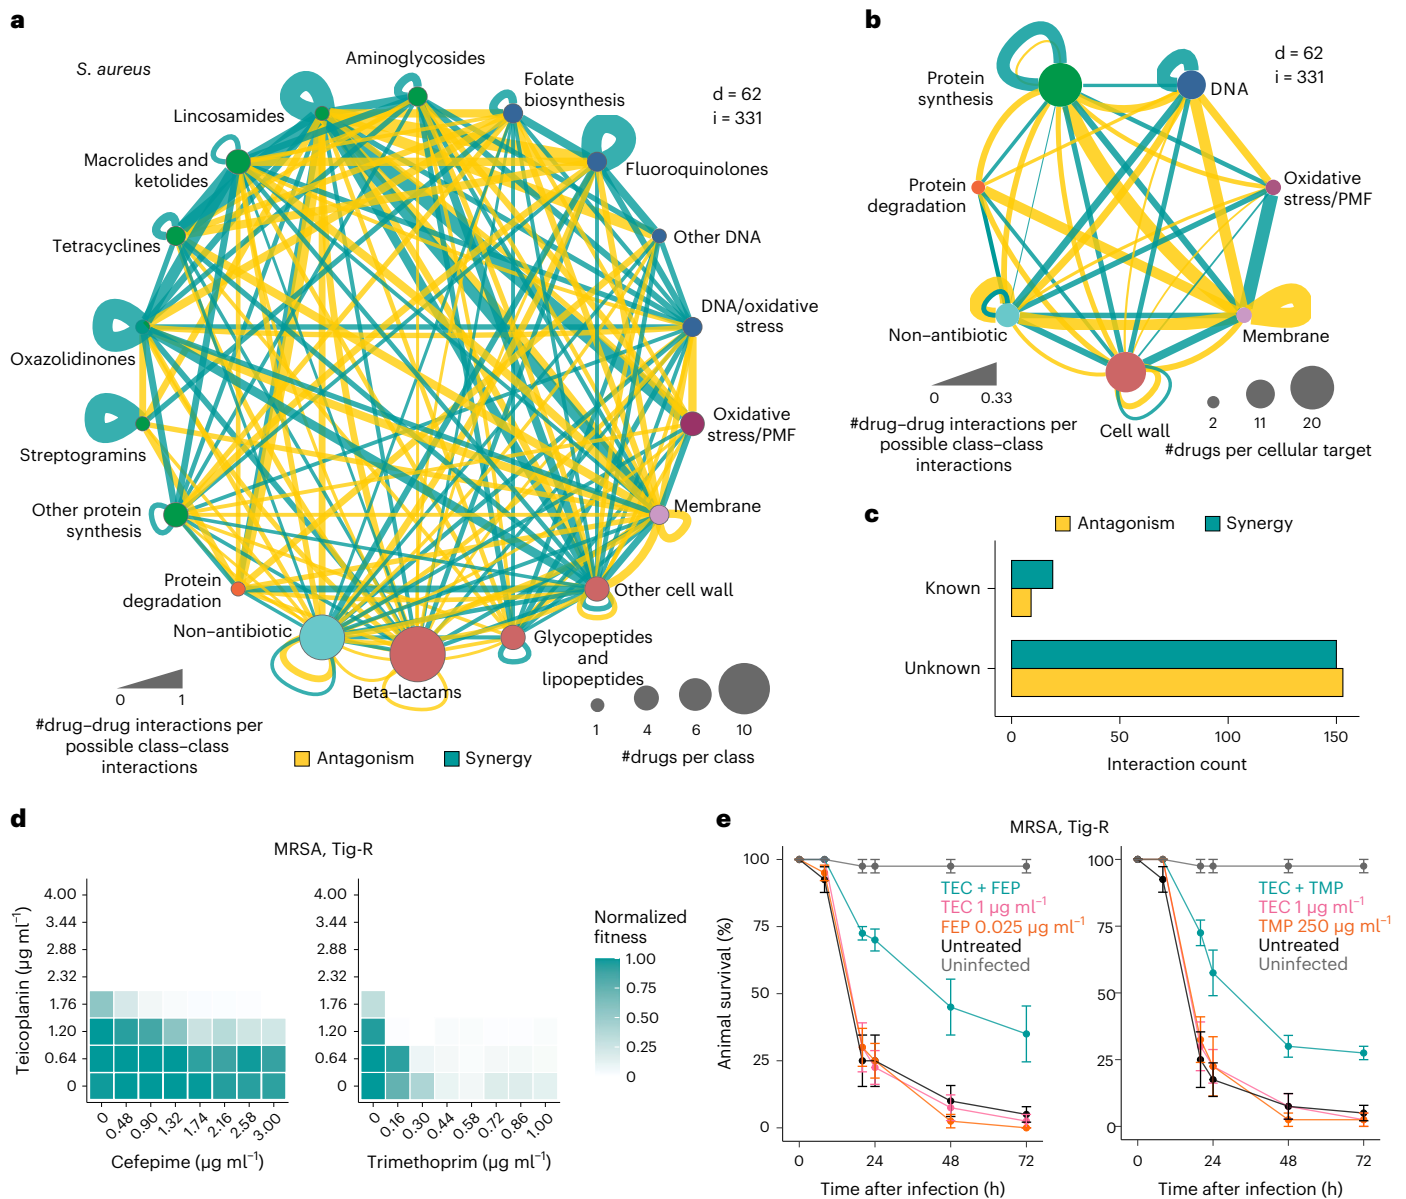 a
S. aureus
Aminoglycosides
Folate
biosynthesis
d = 62
i = 331
Lincosamides
Macrolides and
ketolides
Fluoroquinolones
Tetracyclines
Other DNA
DNA/oxidative
stress
Oxazolidinones
Oxidative
stress/PMF
Streptogramins
Other protein
synthesis
Membrane
Protein
degradation
Other cell wall
Non–antibiotic
Glycopeptides
and
lipopeptides
Beta–lactams
0 1
#drug–drug interactions per
possible class–class
interactions
Antagonism Synergy
1 4 6 10
#drugs per class
b
d = 62
i = 331
Protein
synthesis
DNA
Protein
degradation
Oxidative
stress/PMF
Non–antibiotic
Membrane
Cell wall
0 0.33
#drug–drug interactions per
possible class–class
interactions
2 11 20
#drugs per cellular target
c
Antagonism Synergy
Known
Unknown
0 50 100 150
Interaction count
d
MRSA, Tig-R
Teicoplanin (µg ml−1)
4.00
3.44
2.88
2.32
1.76
1.20
0.64
0
0 0.48 0.90 1.32 1.74 2.16 2.58 3.00
Cefepime (µg ml−1)
4.00
3.44
2.88
2.32
1.76
1.20
0.64
0
0 0.16 0.30 0.44 0.58 0.72 0.86 1.00
Trimethoprim (µg ml−1)
Normalized
fitness
1.00
0.75
0.50
0.25
0
e
MRSA, Tig-R
Animal survival (%)
100
75
50
25
0
TEC + FEP
TEC 1 µg ml−1
FEP 0.025 µg ml−1
Untreated
Uninfected
0 24 48 72
Time after infection (h)
100
75
50
25
0
TEC + TMP
TEC 1 µg ml−1
TMP 250 µg ml−1
Untreated
Uninfected
0 24 48 72
Time after infection (h)